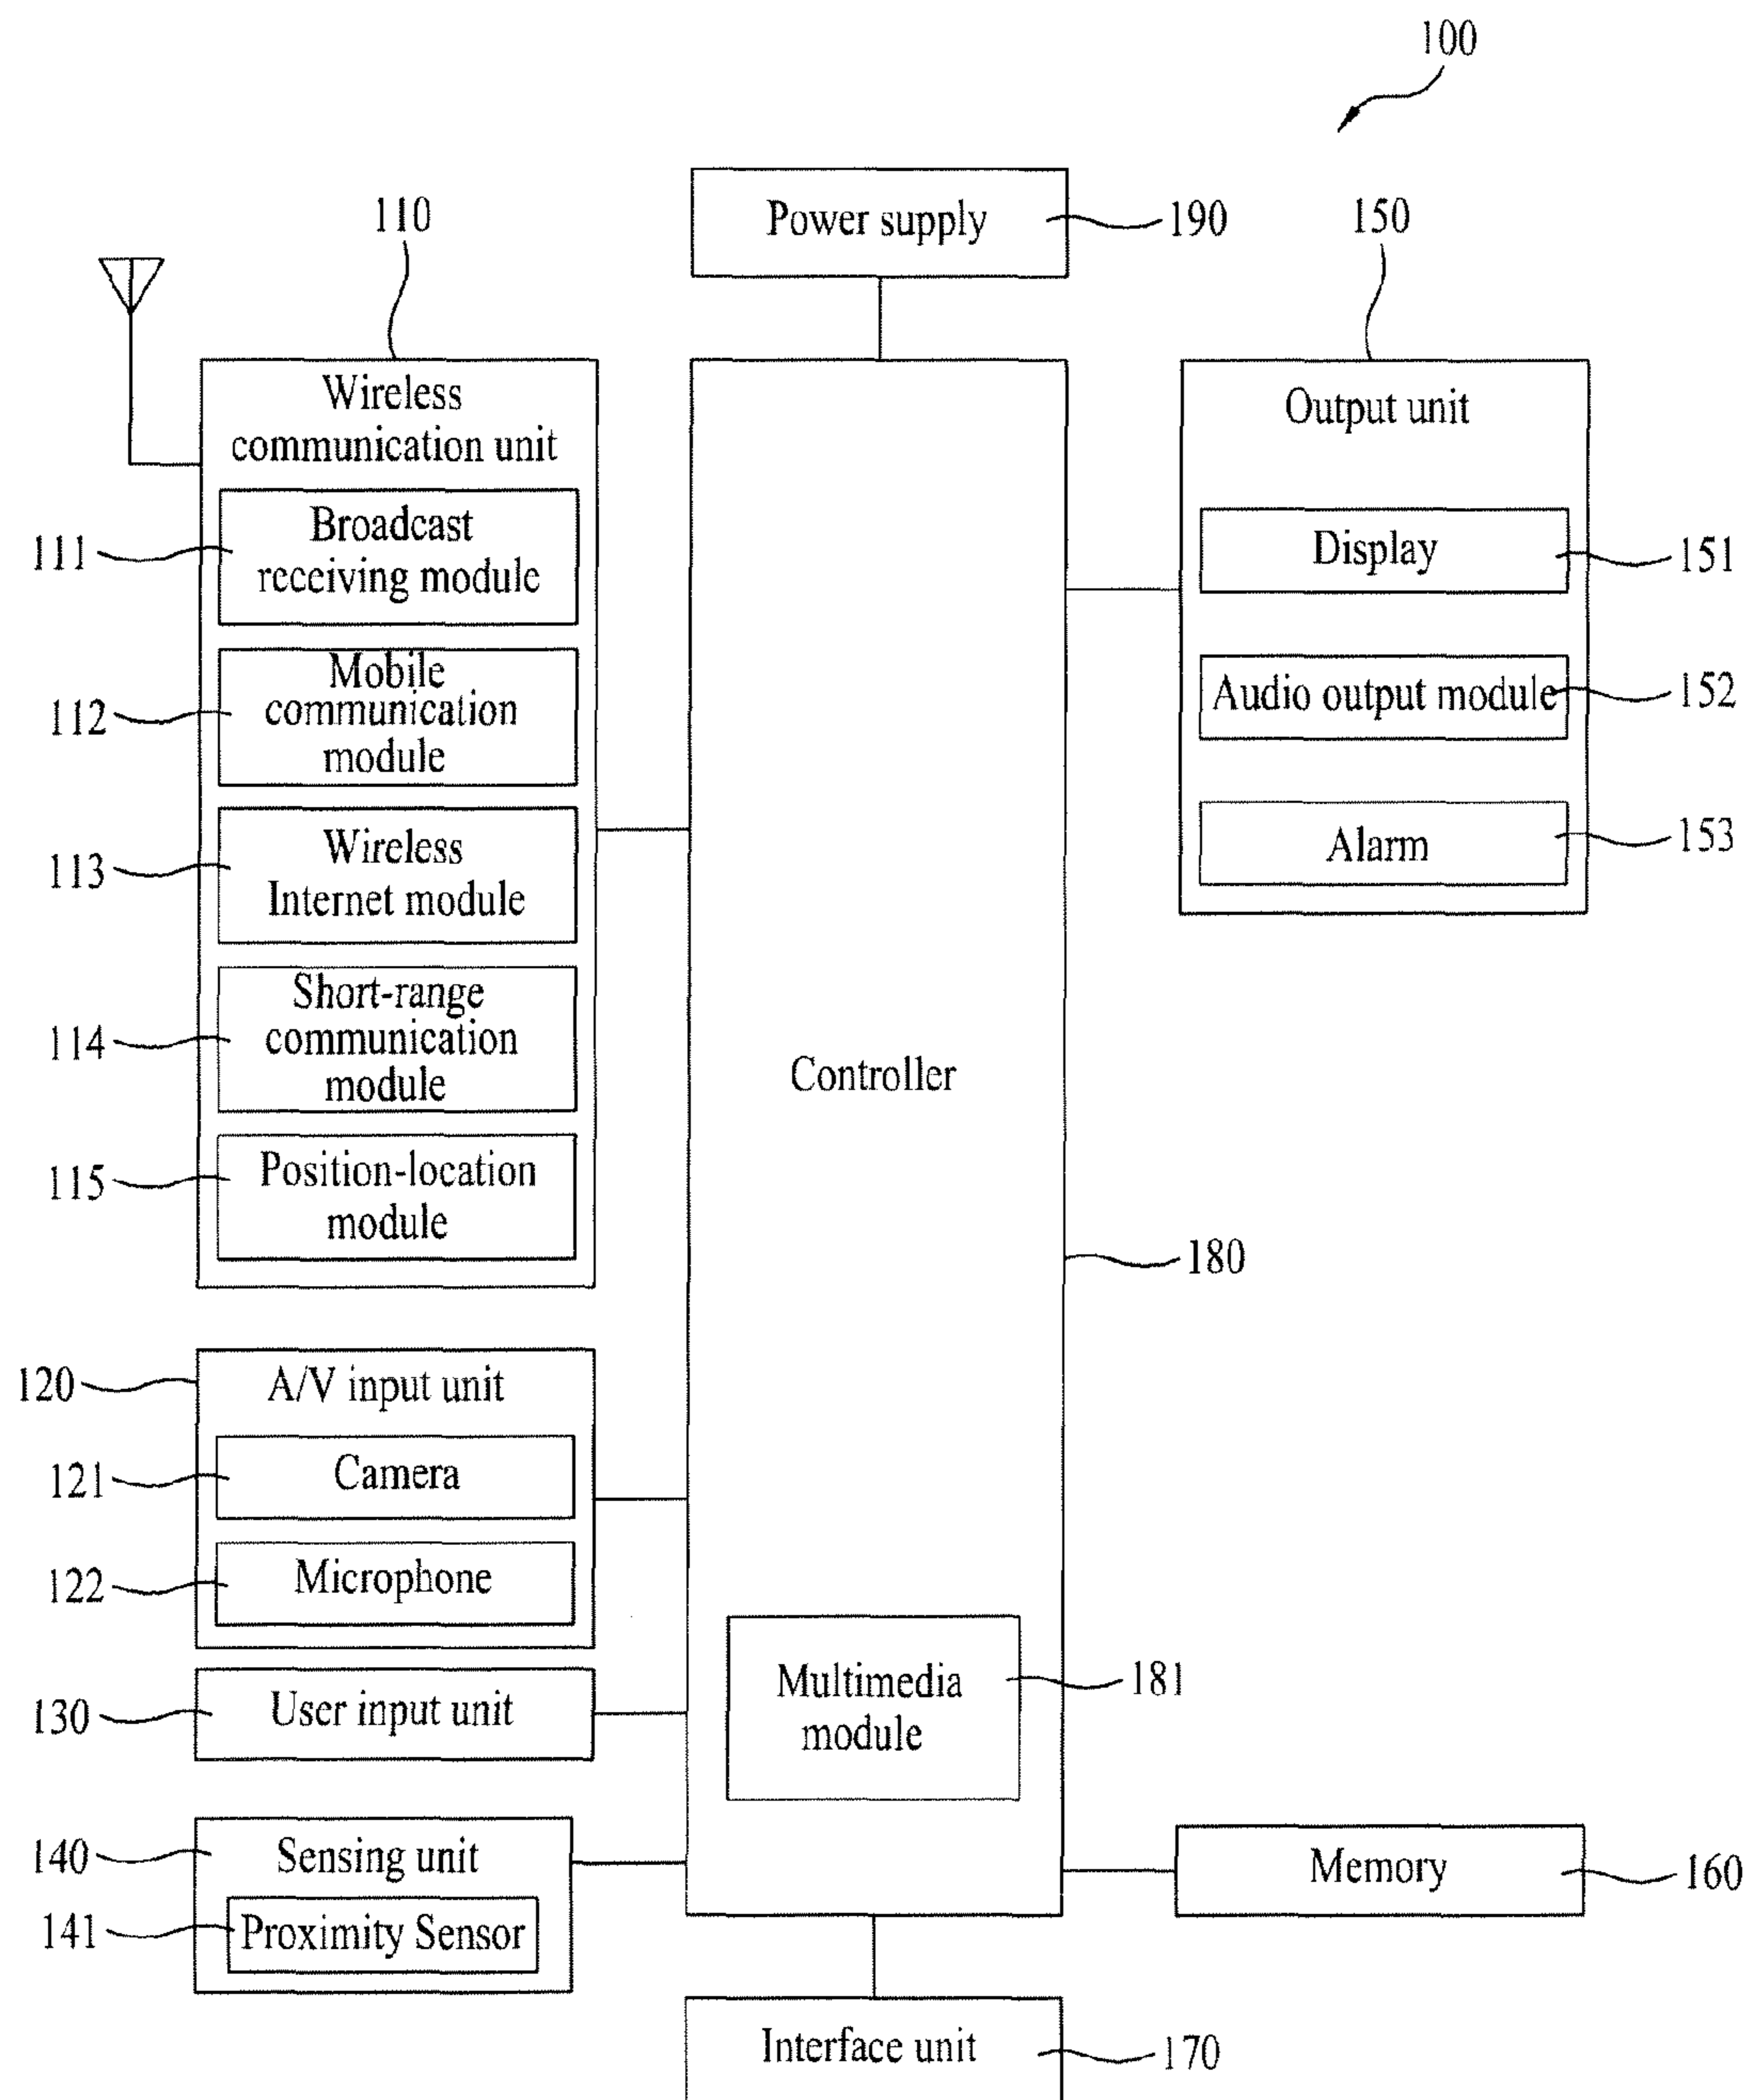 100
Power supply
190
110
150
Wireless
communication unit
Broadcast
receiving module
111
Mobile
communication
module
112
Wireless
Internet module
113
Short-range
communication
module
114
Position-location
module
115
Output unit
Display
151
Audio output module
152
Alarm
153
Controller
180
120
A/V input unit
121
Camera
122
Microphone
130
User input unit
Multimedia
module
181
140
Sensing unit
141
Proximity Sensor
Memory
160
Interface unit
170